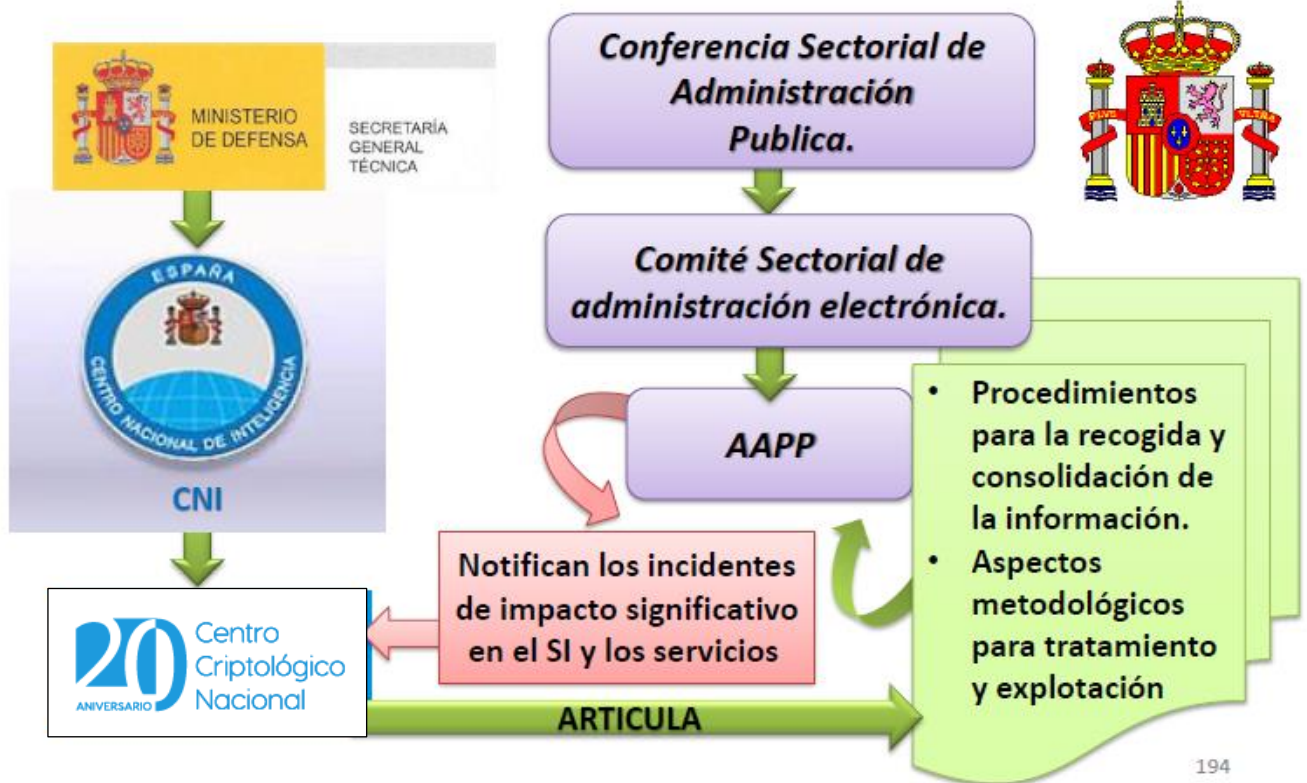 MINISTERIO
DE DEFENSA
SECRETARÍA
GENERAL
TÉCNICA
Conferencia Sectorial de
Administración
Publica.
PLUS
ULTRA
ESPAÑA
CENTRO NACIONAL DE INTELIGENCIA
CNI
Comité Sectorial de
administración electrónica.
AAPP
• Procedimientos
para la recogida y
consolidación de
la información.
• Aspectos
metodológicos
para tratamiento
y explotación
Notifican los incidentes
de impacto significativo
en el SI y los servicios
20
ANIVERSARIO
Centro
Criptológico
Nacional
ARTICULA
194